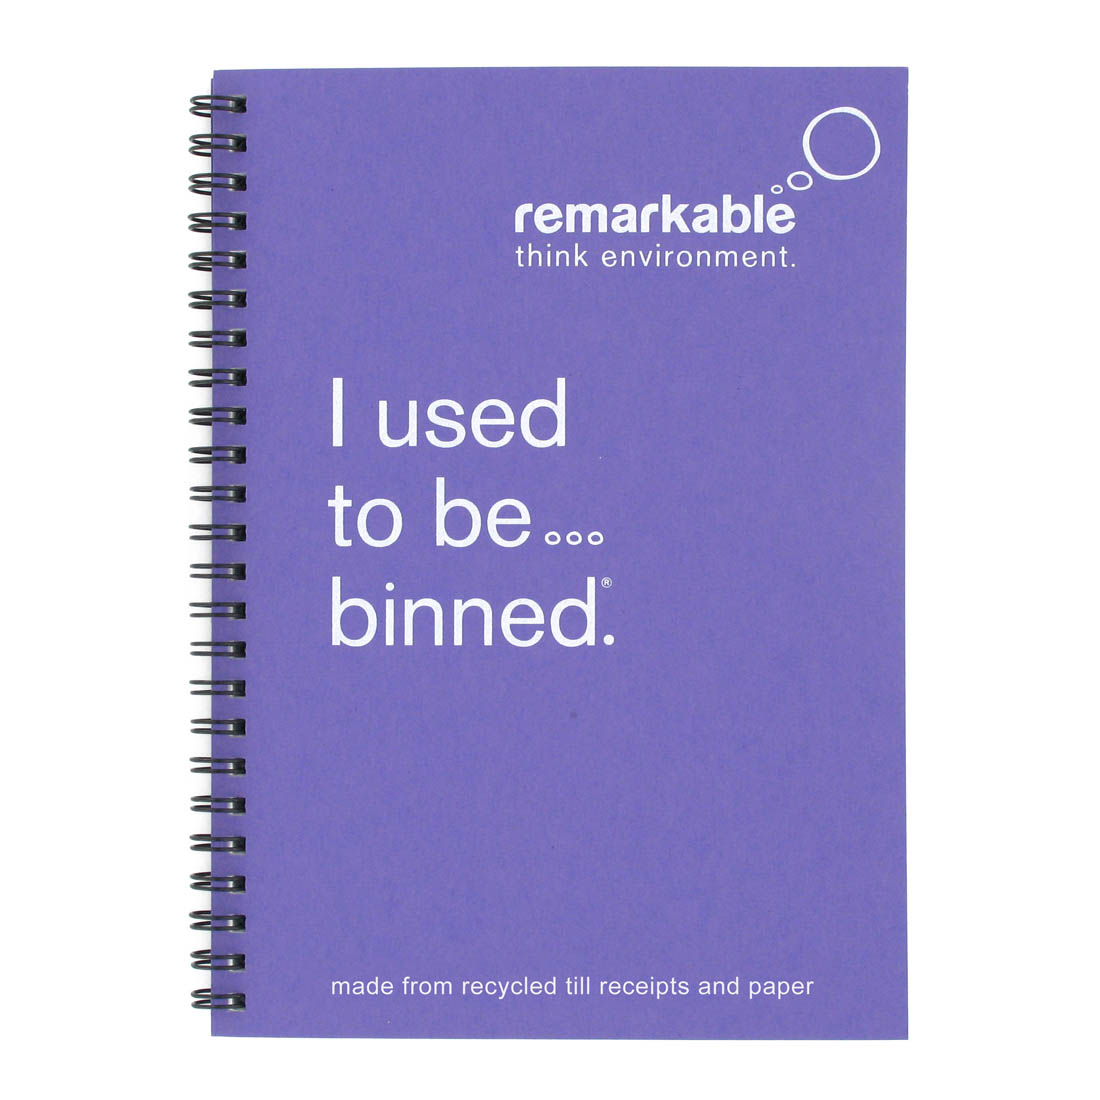 remarkable
think environment.
I used
to be...
binned.®
made from recycled till receipts and paper